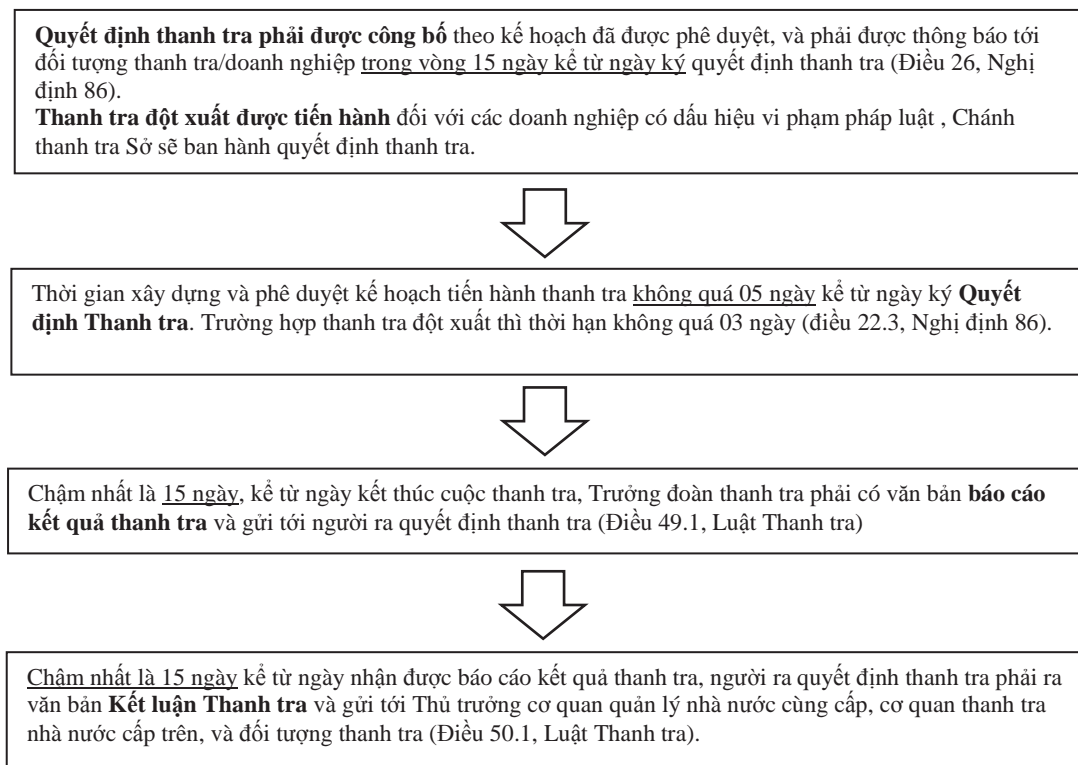 Quyết định thanh tra phải được công bố theo kế hoạch đã được phê duyệt, và phải được thông báo tới
đối tượng thanh tra/doanh nghiệp trong vòng 15 ngày kể từ ngày ký quyết định thanh tra (Điều 26, Nghị
định 86).
Thanh tra đột xuất được tiến hành đối với các doanh nghiệp có dấu hiệu vi phạm pháp luật , Chánh
thanh tra Sở sẽ ban hành quyết định thanh tra.
Thời gian xây dựng và phê duyệt kế hoạch tiến hành thanh tra không quá 05 ngày kể từ ngày ký Quyết
định Thanh tra. Trường hợp thanh tra đột xuất thì thời hạn không quá 03 ngày (điều 22.3, Nghị định 86).
Chậm nhất là 15 ngày, kể từ ngày kết thúc cuộc thanh tra, Trưởng đoàn thanh tra phải có văn bản báo cáo
kết quả thanh tra và gửi tới người ra quyết định thanh tra (Điều 49.1, Luật Thanh tra)
Chậm nhất là 15 ngày kể từ ngày nhận được báo cáo kết quả thanh tra, người ra quyết định thanh tra phải ra
văn bản Kết luận Thanh tra và gửi tới Thủ trưởng cơ quan quản lý nhà nước cùng cấp, cơ quan thanh tra
nhà nước cấp trên, và đối tượng thanh tra (Điều 50.1, Luật Thanh tra).